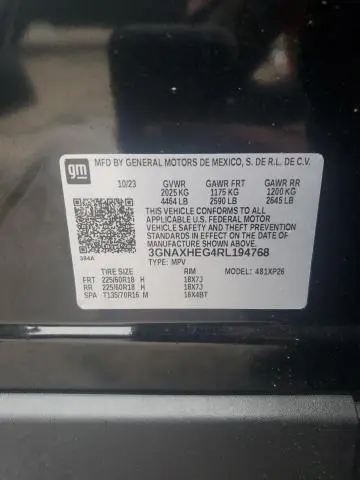 gm
MFD BY GENERAL MOTORS DE MEXICO, S. DE R.L. DE C.V.
10/23 GVWR GAWR FRT GAWR RR
2025 KG 1175 KG 1200 KG
4464 LB 2590 LB 2645 LB
THIS VEHICLE CONFORMS TO ALL APPLICABLE
U.S. FEDERAL MOTOR
VEHICLE SAFETY AND THEFT PREVENTION
STANDARDS IN EFFECT ON THE DATE OF
MANUFACTURE SHOWN ABOVE.
3GNAXHEG4RL194768
384A TYPE: MPV
TIRE SIZE RIM MODEL: 481XP26
FRT 225/60R18 H 18X7J
RR 225/60R18 H 18X7J
SPA T135/70R16 M 16X4BT